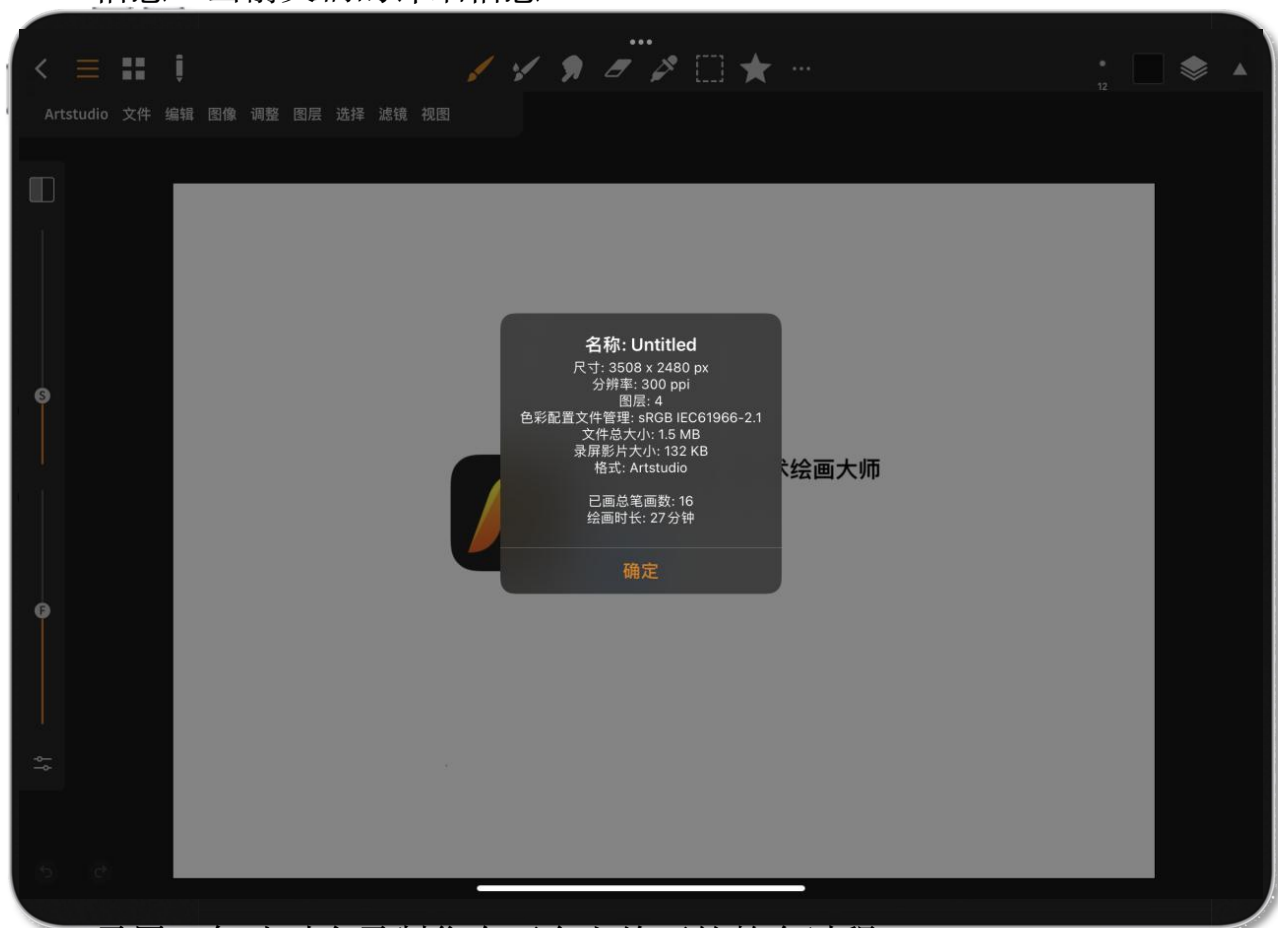 12
Artstudio 文件 编辑 图像 调整 图层 选择 滤镜 视图
S
名称: Untitled
尺寸: 3508 x 2480 px
分辨率: 300 ppi
图层: 4
色彩配置文件管理: sRGB IEC61966-2.1
文件总大小: 1.5 MB
录屏影片大小: 132 KB
格式: Artstudio
绘画大师
已画总笔画数: 16
绘画时长: 27分钟
确定
F